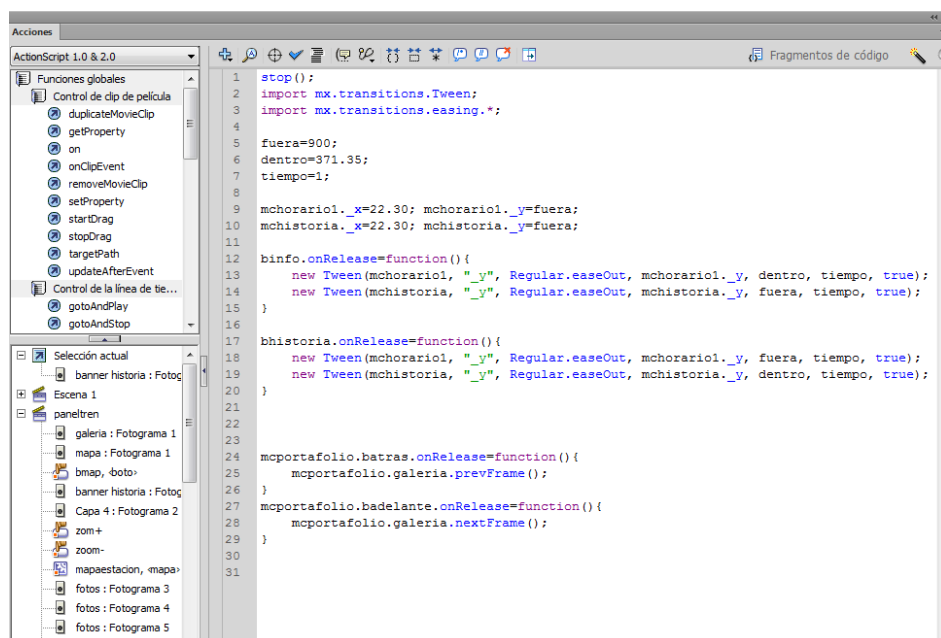 Acciones
ActionScript 1.0 & 2.0
Funciones globales
Control de clip de película
duplicateMovieClip
getProperty
on
onClipEvent
removeMovieClip
setProperty
startDrag
stopDrag
targetPath
updateAfterEvent
Control de la línea de tie...
gotoAndPlay
gotoAndStop
Selección actual
banner historia : Fotog
Escena 1
paneltren
galeria : Fotograma 1
mapa : Fotograma 1
bmap, <boto>
banner historia : Fotog
Capa 4 : Fotograma 2
zom+
zoom-
mapaestacion, <mapa>
fotos : Fotograma 3
fotos : Fotograma 4
fotos : Fotograma 5
Fragmentos de código
1 stop();
2 import mx.transitions.Tween;
3 import mx.transitions.easing.*;
4
5 fuera=900;
6 dentro=371.35;
7 tiempo=1;
8
9 mchorario1._x=22.30; mchorario1._y=fuera;
10 mchistoria._x=22.30; mchistoria._y=fuera;
11
12 binfo.onRelease=function(){
13 new Tween(mchorario1, "_y", Regular.easeOut, mchorario1._y, dentro, tiempo, true);
14 new Tween(mchistoria, "_y", Regular.easeOut, mchistoria._y, fuera, tiempo, true);
15 }
16
17 bhistoria.onRelease=function(){
18 new Tween(mchorario1, "_y", Regular.easeOut, mchorario1._y, fuera, tiempo, true);
19 new Tween(mchistoria, "_y", Regular.easeOut, mchistoria._y, dentro, tiempo, true);
20 }
21
22
23
24 mcportafolio.batras.onRelease=function(){
25 mcportafolio.galeria.prevFrame();
26 }
27 mcportafolio.badelante.onRelease=function(){
28 mcportafolio.galeria.nextFrame();
29 }
30
31